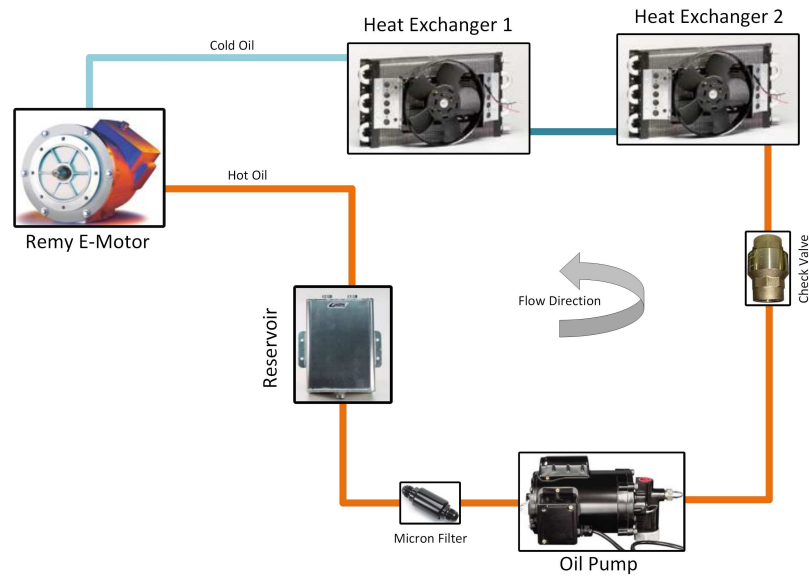 Heat Exchanger 1
Heat Exchanger 2
Cold Oil
Hot Oil
Remy E-Motor
Check Valve
Flow Direction
Reservoir
Micron Filter
Oil Pump